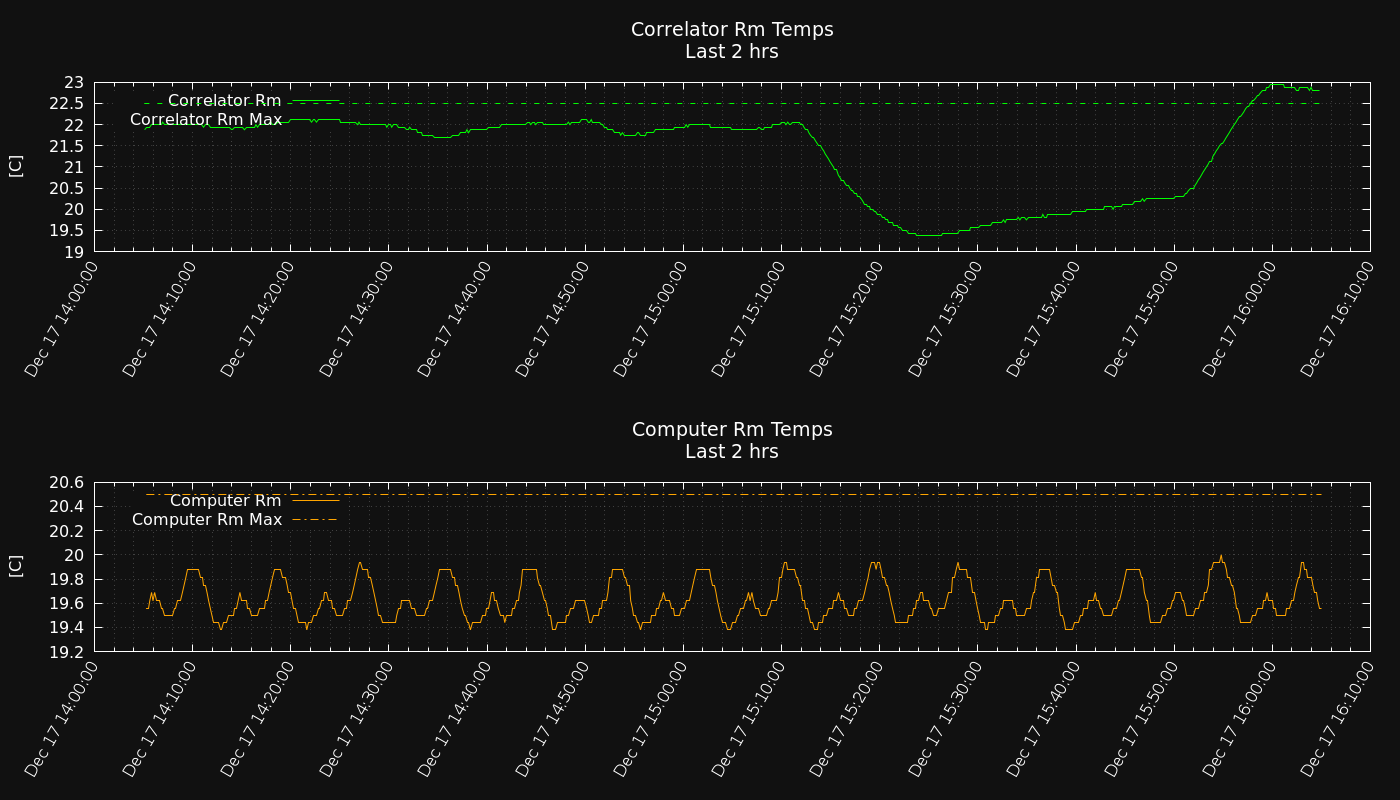 Correlator Rm Temps
Last 2 hrs
23
22.5
22
21.5
21
20.5
20
19.5
19
[C]
Correlator Rm
Correlator Rm Max
Dec 17 14:00:00
Dec 17 14:10:00
Dec 17 14:20:00
Dec 17 14:30:00
Dec 17 14:40:00
Dec 17 14:50:00
Dec 17 15:00:00
Dec 17 15:10:00
Dec 17 15:20:00
Dec 17 15:30:00
Dec 17 15:40:00
Dec 17 15:50:00
Dec 17 16:00:00
Dec 17 16:10:00
Computer Rm Temps
Last 2 hrs
20.6
20.4
20.2
20
19.8
19.6
19.4
19.2
[C]
Computer Rm
Computer Rm Max
Dec 17 14:00:00
Dec 17 14:10:00
Dec 17 14:20:00
Dec 17 14:30:00
Dec 17 14:40:00
Dec 17 14:50:00
Dec 17 15:00:00
Dec 17 15:10:00
Dec 17 15:20:00
Dec 17 15:30:00
Dec 17 15:40:00
Dec 17 15:50:00
Dec 17 16:00:00
Dec 17 16:10:00